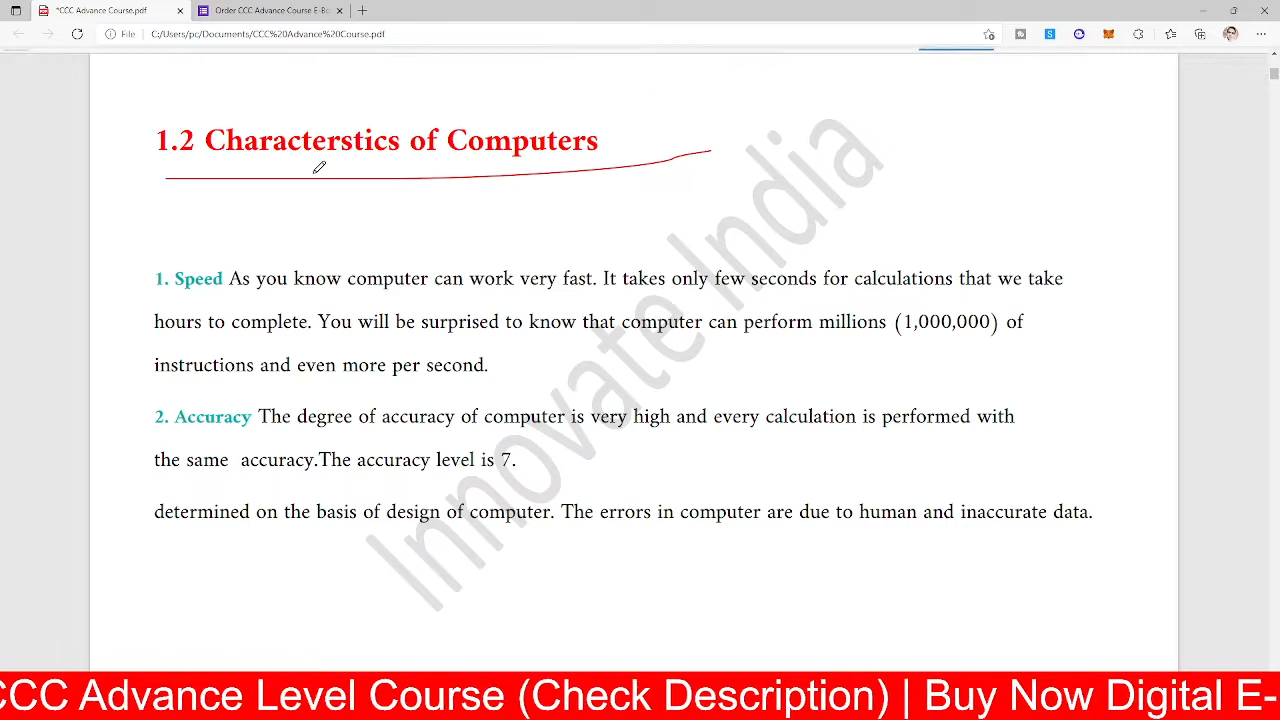 *CCC Advance Course.pdf
Order CCC Advance Course E-Bo
File C:/Users/pc/Documents/CCC%20Advance%20Course.pdf
1.2 Characterstics of Computers
1. Speed As you know computer can work very fast. It takes only few seconds for calculations that we take
hours to complete. You will be surprised to know that computer can perform millions (1,000,000) of
instructions and even more per second.
2. Accuracy The degree of accuracy of computer is very high and every calculation is performed with
the same accuracy.The accuracy level is 7.
determined on the basis of design of computer. The errors in computer are due to human and inaccurate data.
Innovate India
CCC Advance Level Course (Check Description) | Buy Now Digital E-